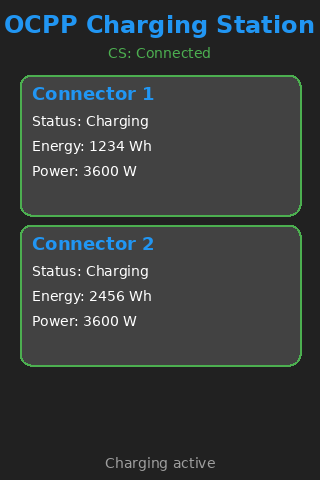 OCPP Charging Station
CS: Connected
Connector 1
Status: Charging
Energy: 1234 Wh
Power: 3600 W
Connector 2
Status: Charging
Energy: 2456 Wh
Power: 3600 W
Charging active